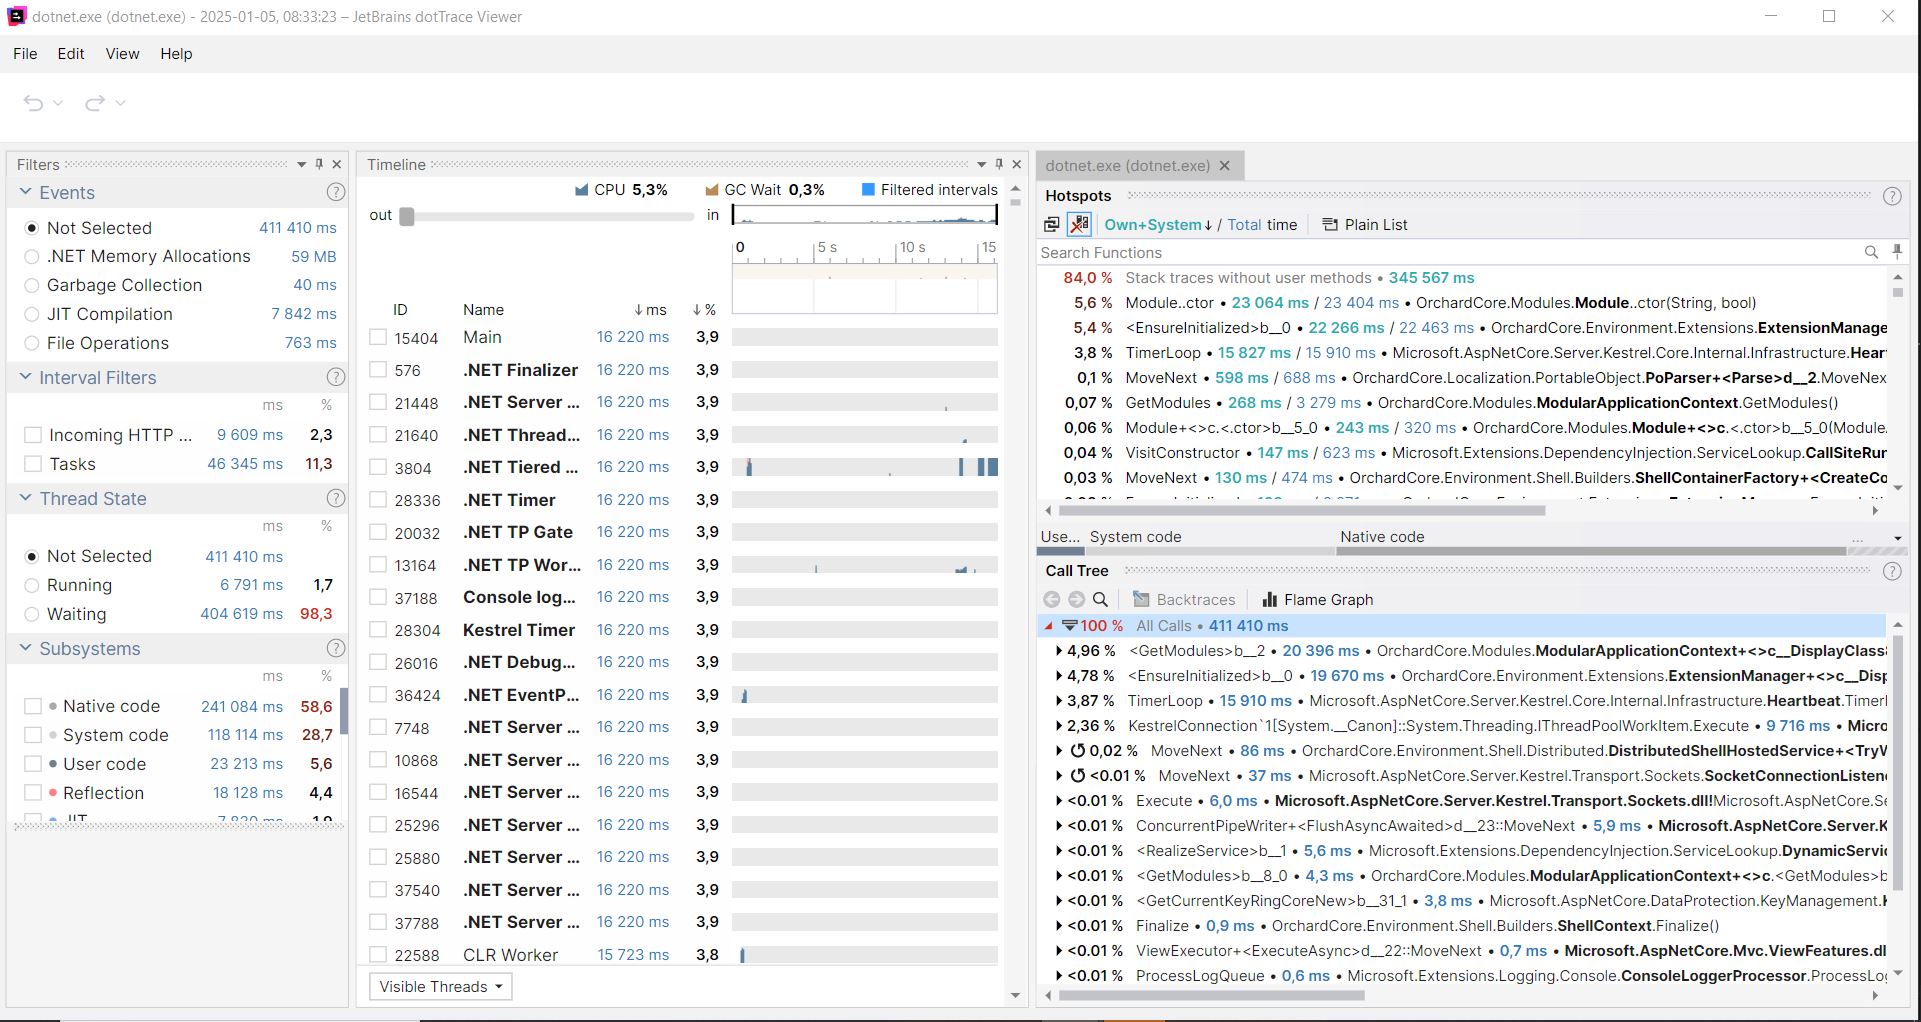 dotnet.exe (dotnet.exe) - 2025-01-05, 08:33:23 – JetBrains dotTrace Viewer
File Edit View Help
Filters
Events
Not Selected 411 410 ms
.NET Memory Allocations 59 MB
Garbage Collection 40 ms
JIT Compilation 7 842 ms
File Operations 763 ms
Interval Filters
ms %
Incoming HTTP ... 9 609 ms 2,3
Tasks 46 345 ms 11,3
Thread State
ms %
Not Selected 411 410 ms
Running 6 791 ms 1,7
Waiting 404 619 ms 98,3
Subsystems
ms %
Native code 241 084 ms 58,6
System code 118 114 ms 28,7
User code 23 213 ms 5,6
Reflection 18 128 ms 4,4
Timeline
CPU 5,3% GC Wait 0,3% Filtered intervals
out in
0 5 s 10 s 15
ID Name ↓ ms ↓ %
15404 Main 16 220 ms 3,9
576 .NET Finalizer 16 220 ms 3,9
21448 .NET Server ... 16 220 ms 3,9
21640 .NET Thread... 16 220 ms 3,9
3804 .NET Tiered ... 16 220 ms 3,9
28336 .NET Timer 16 220 ms 3,9
20032 .NET TP Gate 16 220 ms 3,9
13164 .NET TP Wor... 16 220 ms 3,9
37188 Console log... 16 220 ms 3,9
28304 Kestrel Timer 16 220 ms 3,9
26016 .NET Debug... 16 220 ms 3,9
36424 .NET EventP... 16 220 ms 3,9
7748 .NET Server ... 16 220 ms 3,9
10868 .NET Server ... 16 220 ms 3,9
16544 .NET Server ... 16 220 ms 3,9
25296 .NET Server ... 16 220 ms 3,9
25880 .NET Server ... 16 220 ms 3,9
37540 .NET Server ... 16 220 ms 3,9
37788 .NET Server ... 16 220 ms 3,9
22588 CLR Worker 15 723 ms 3,8
Visible Threads
dotnet.exe (dotnet.exe)
Hotspots
Own+System↓ / Total time Plain List
Search Functions
84,0 % Stack traces without user methods • 345 567 ms
5,6 % Module..ctor • 23 064 ms / 23 404 ms • OrchardCore.Modules.Module..ctor(String, bool)
5,4 % <EnsureInitialized>b__0 • 22 266 ms / 22 463 ms • OrchardCore.Environment.Extensions.ExtensionManage
3,8 % TimerLoop • 15 827 ms / 15 910 ms • Microsoft.AspNetCore.Server.Kestrel.Core.Internal.Infrastructure.Hear
0,1 % MoveNext • 598 ms / 688 ms • OrchardCore.Localization.PortableObject.PoParser+<Parse>d__2.MoveNex
0,07 % GetModules • 268 ms / 3 279 ms • OrchardCore.Modules.ModularApplicationContext.GetModules()
0,06 % Module+<>c.<.ctor>b__5_0 • 243 ms / 320 ms • OrchardCore.Modules.Module+<>c.<.ctor>b__5_0(Module
0,04 % VisitConstructor • 147 ms / 623 ms • Microsoft.Extensions.DependencyInjection.ServiceLookup.CallSiteRun
0,03 % MoveNext • 130 ms / 474 ms • OrchardCore.Environment.Shell.Builders.ShellContainerFactory+<CreateCo
Use... System code Native code ...
Call Tree
Backtraces Flame Graph
100 % All Calls • 411 410 ms
4,96 % <GetModules>b__2 • 20 396 ms • OrchardCore.Modules.ModularApplicationContext+<>c__DisplayClass
4,78 % <EnsureInitialized>b__0 • 19 670 ms • OrchardCore.Environment.Extensions.ExtensionManager+<>c__Disp
3,87 % TimerLoop • 15 910 ms • Microsoft.AspNetCore.Server.Kestrel.Core.Internal.Infrastructure.Heartbeat.Timerl
2,36 % KestrelConnection`1[System.__Canon]::System.Threading.IThreadPoolWorkItem.Execute • 9 716 ms • Micro
0,02 % MoveNext • 86 ms • OrchardCore.Environment.Shell.Distributed.DistributedShellHostedService+<TryW
<0.01 % MoveNext • 37 ms • Microsoft.AspNetCore.Server.Kestrel.Transport.Sockets.SocketConnectionListene
<0.01 % Execute • 6,0 ms • Microsoft.AspNetCore.Server.Kestrel.Transport.Sockets.dll!Microsoft.AspNetCore.Se
<0.01 % ConcurrentPipeWriter+<FlushAsyncAwaited>d__23::MoveNext • 5,9 ms • Microsoft.AspNetCore.Server.K
<0.01 % <RealizeService>b__1 • 5,6 ms • Microsoft.Extensions.DependencyInjection.ServiceLookup.DynamicServic
<0.01 % <GetModules>b__8_0 • 4,3 ms • OrchardCore.Modules.ModularApplicationContext+<>c.<GetModules>b
<0.01 % <GetCurrentKeyRingCoreNew>b__31_1 • 3,8 ms • Microsoft.AspNetCore.DataProtection.KeyManagement.K
<0.01 % Finalize • 0,9 ms • OrchardCore.Environment.Shell.Builders.ShellContext.Finalize()
<0.01 % ViewExecutor+<ExecuteAsync>d__22::MoveNext • 0,7 ms • Microsoft.AspNetCore.Mvc.ViewFeatures.dl
<0.01 % ProcessLogQueue • 0,6 ms • Microsoft.Extensions.Logging.Console.ConsoleLoggerProcessor.ProcessLog